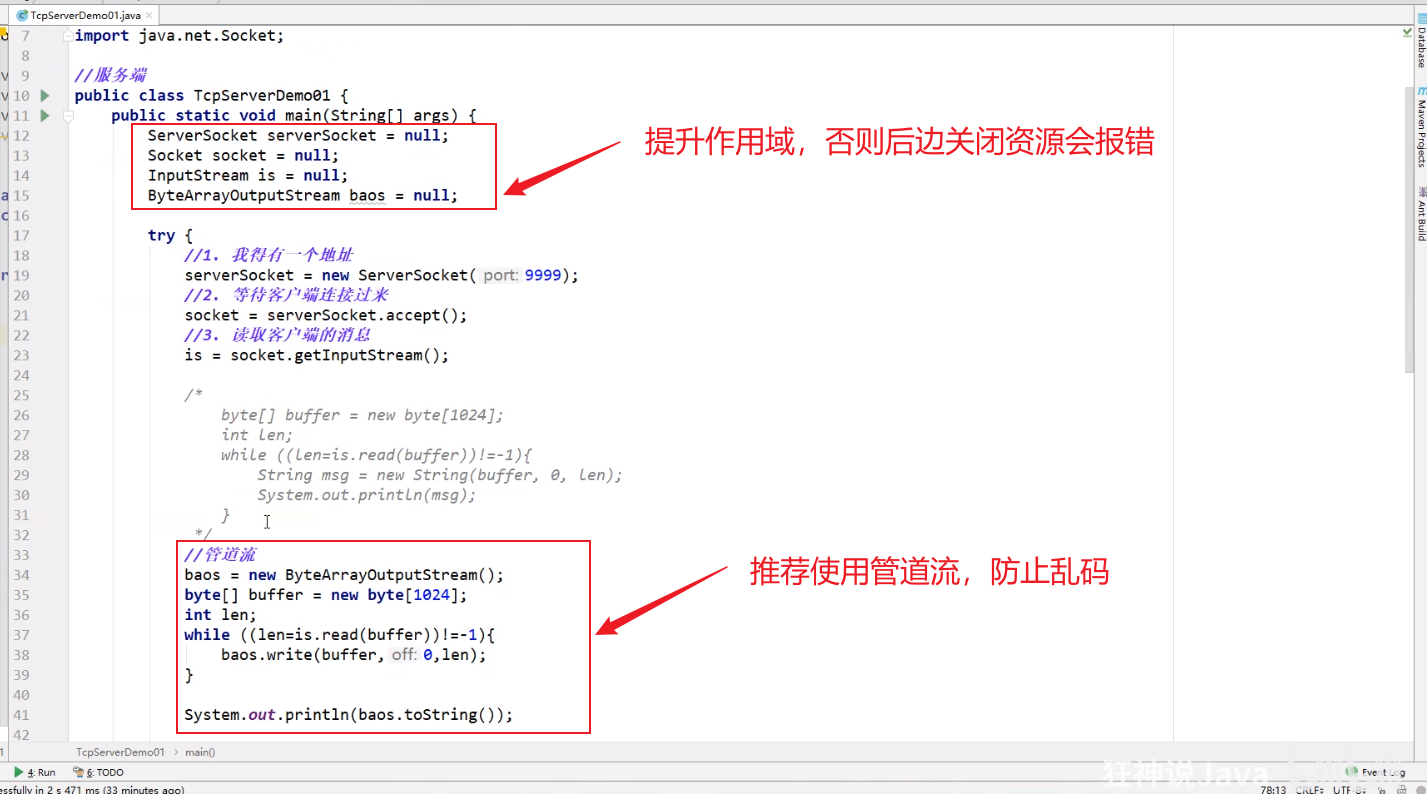 TcpServerDemo01.java
7 import java.net.Socket;
8
9 //服务端
10 public class TcpServerDemo01 {
11 public static void main(String[] args) {
12 ServerSocket serverSocket = null;
13 Socket socket = null;
14 InputStream is = null;
15 ByteArrayOutputStream baos = null;
提升作用域，否则后边关闭资源会报错
16
17 try {
18 //1. 我得有一个地址
19 serverSocket = new ServerSocket( port: 9999);
20 //2. 等待客户端连接过来
21 socket = serverSocket.accept();
22 //3. 读取客户端的消息
23 is = socket.getInputStream();
24
25 /*
26 byte[] buffer = new byte[1024];
27 int len;
28 while ((len=is.read(buffer))!=-1){
29 String msg = new String(buffer, 0, len);
30 System.out.println(msg);
31 }
32 */
33 //管道流
34 baos = new ByteArrayOutputStream();
推荐使用管道流，防止乱码
35 byte[] buffer = new byte[1024];
36 int len;
37 while ((len=is.read(buffer))!=-1){
38 baos.write(buffer, off: 0,len);
39 }
40
41 System.out.println(baos.toString());
42
Database
Maven Projects
Ant Build
TcpServerDemo01 › main()
4: Run 6: TODO
狂神说Java
Event Log
essfully in 2 s 471 ms (33 minutes ago)
78:13 CRLF÷ UTF-8÷